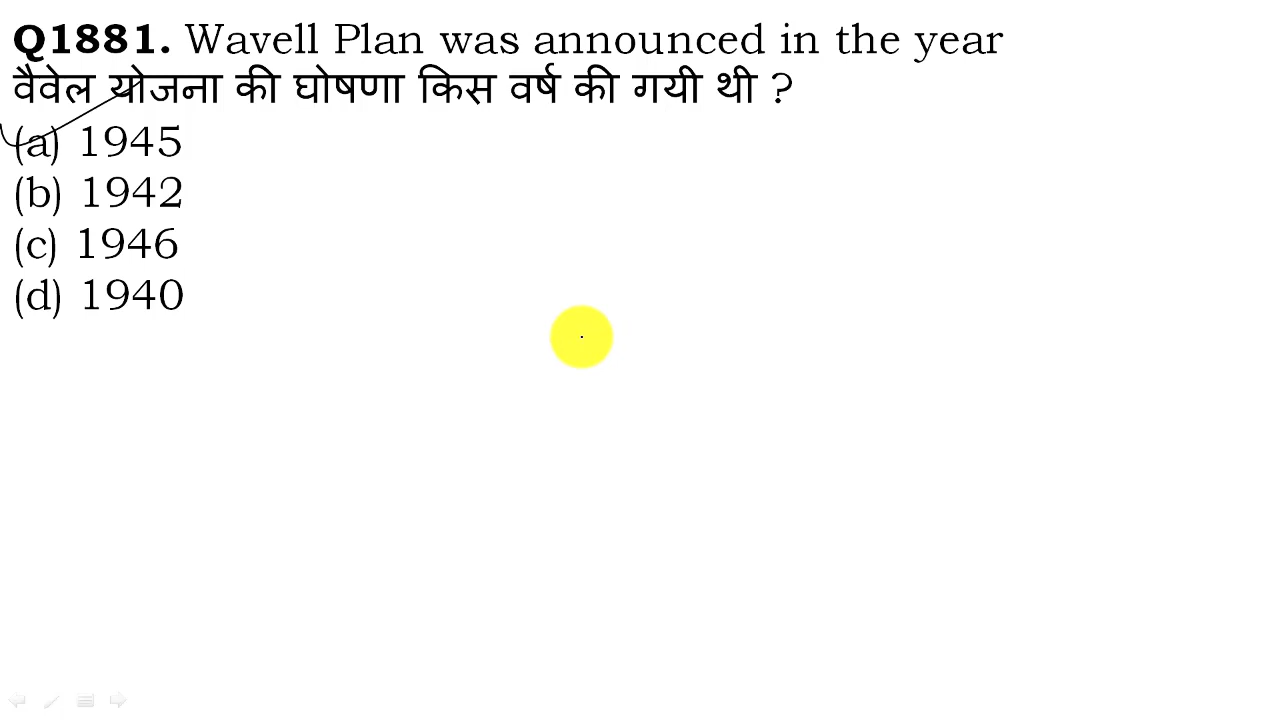 Q1881. Wavell Plan was announced in the year
वैवेल योजना की घोषणा किस वर्ष की गयी थी ?
(a) 1945
(b) 1942
(c) 1946
(d) 1940